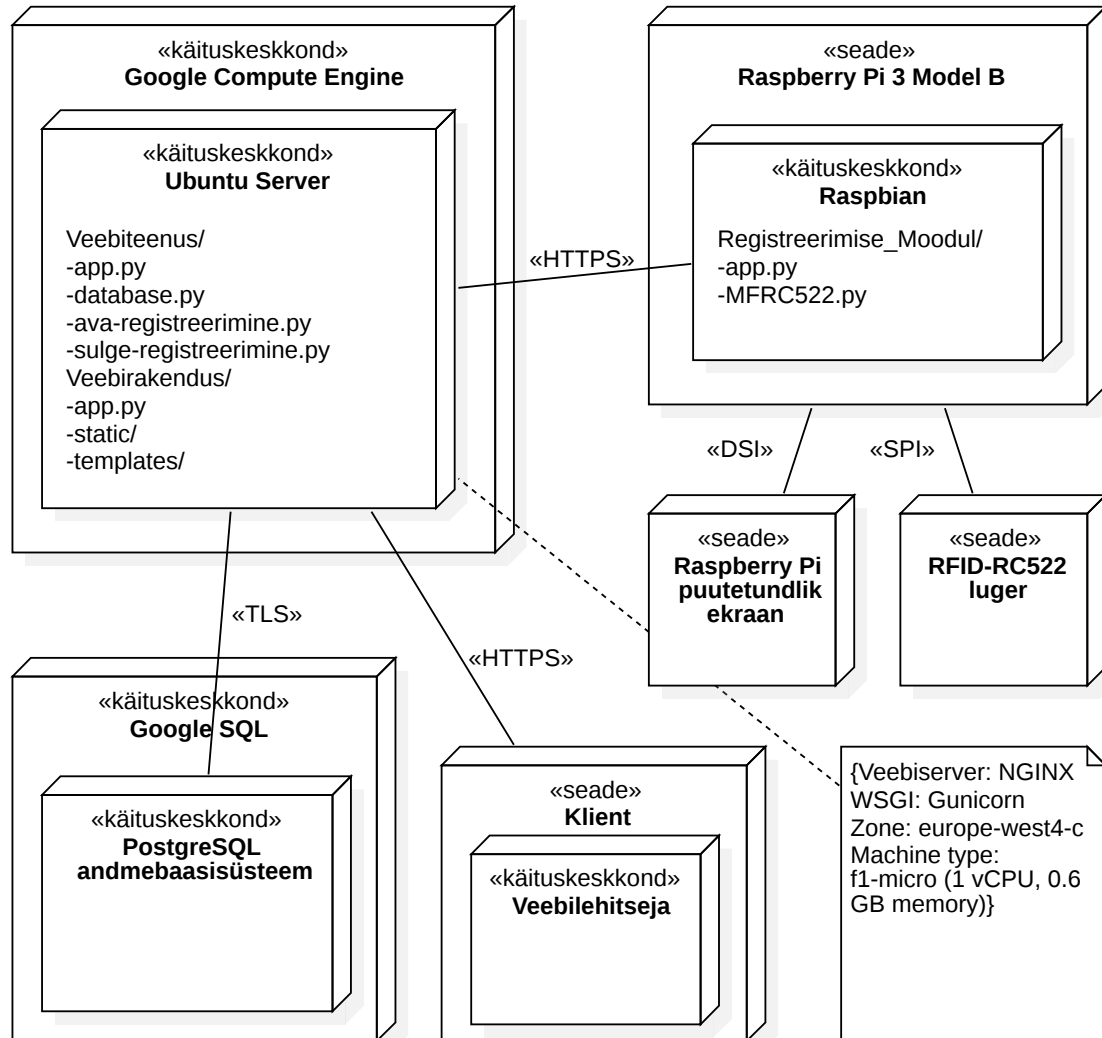 «käituskeskkond»
Google Compute Engine
«käituskeskkond»
Ubuntu Server
Veebiteenus/
-app.py
-database.py
-ava-registreerimine.py
-sulge-registreerimine.py
Veebirakendus/
-app.py
-static/
-templates/
«HTTPS»
«seade»
Raspberry Pi 3 Model B
«käituskeskkond»
Raspbian
Registreerimise_Moodul/
-app.py
-MFRC522.py
«DSI»
«SPI»
«seade»
Raspberry Pi
puutetundlik
ekraan
«seade»
RFID-RC522
luger
«TLS»
«HTTPS»
«käituskeskkond»
Google SQL
«käituskeskkond»
PostgreSQL
andmebaasisüsteem
«seade»
Klient
«käituskeskkond»
Veebilehitseja
{Veebiserver: NGINX
WSGI: Gunicorn
Zone: europe-west4-c
Machine type:
f1-micro (1 vCPU, 0.6
GB memory)}